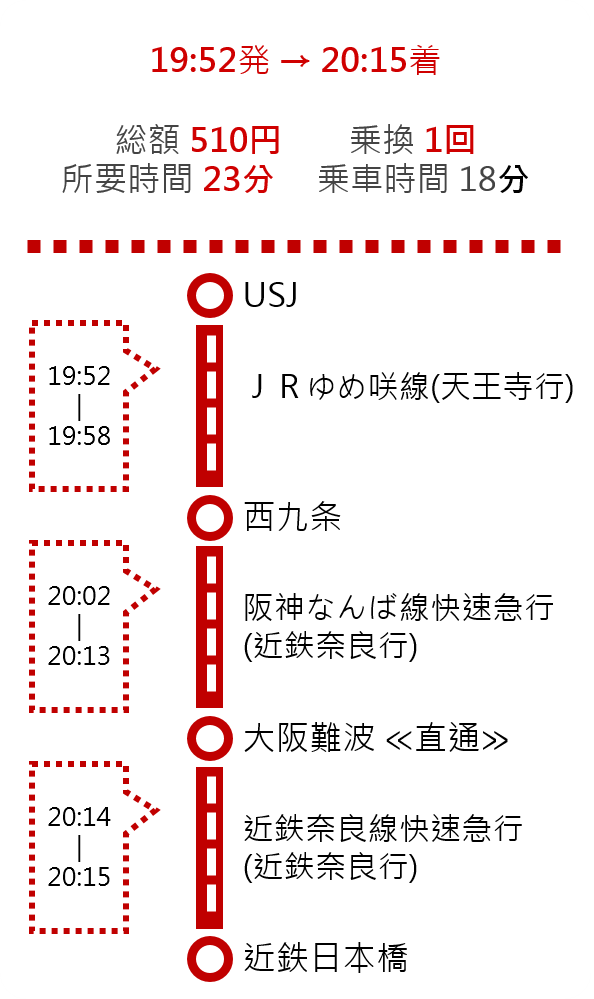 19:52発 → 20:15着
総額 510円 乗換 1回
所要時間 23分 乗車時間 18分
USJ
19:52
|
19:58
ＪＲゆめ咲線(天王寺行)
西九条
20:02
|
20:13
阪神なんば線快速急行
(近鉄奈良行)
大阪難波 ≪直通≫
20:14
|
20:15
近鉄奈良線快速急行
(近鉄奈良行)
近鉄日本橋